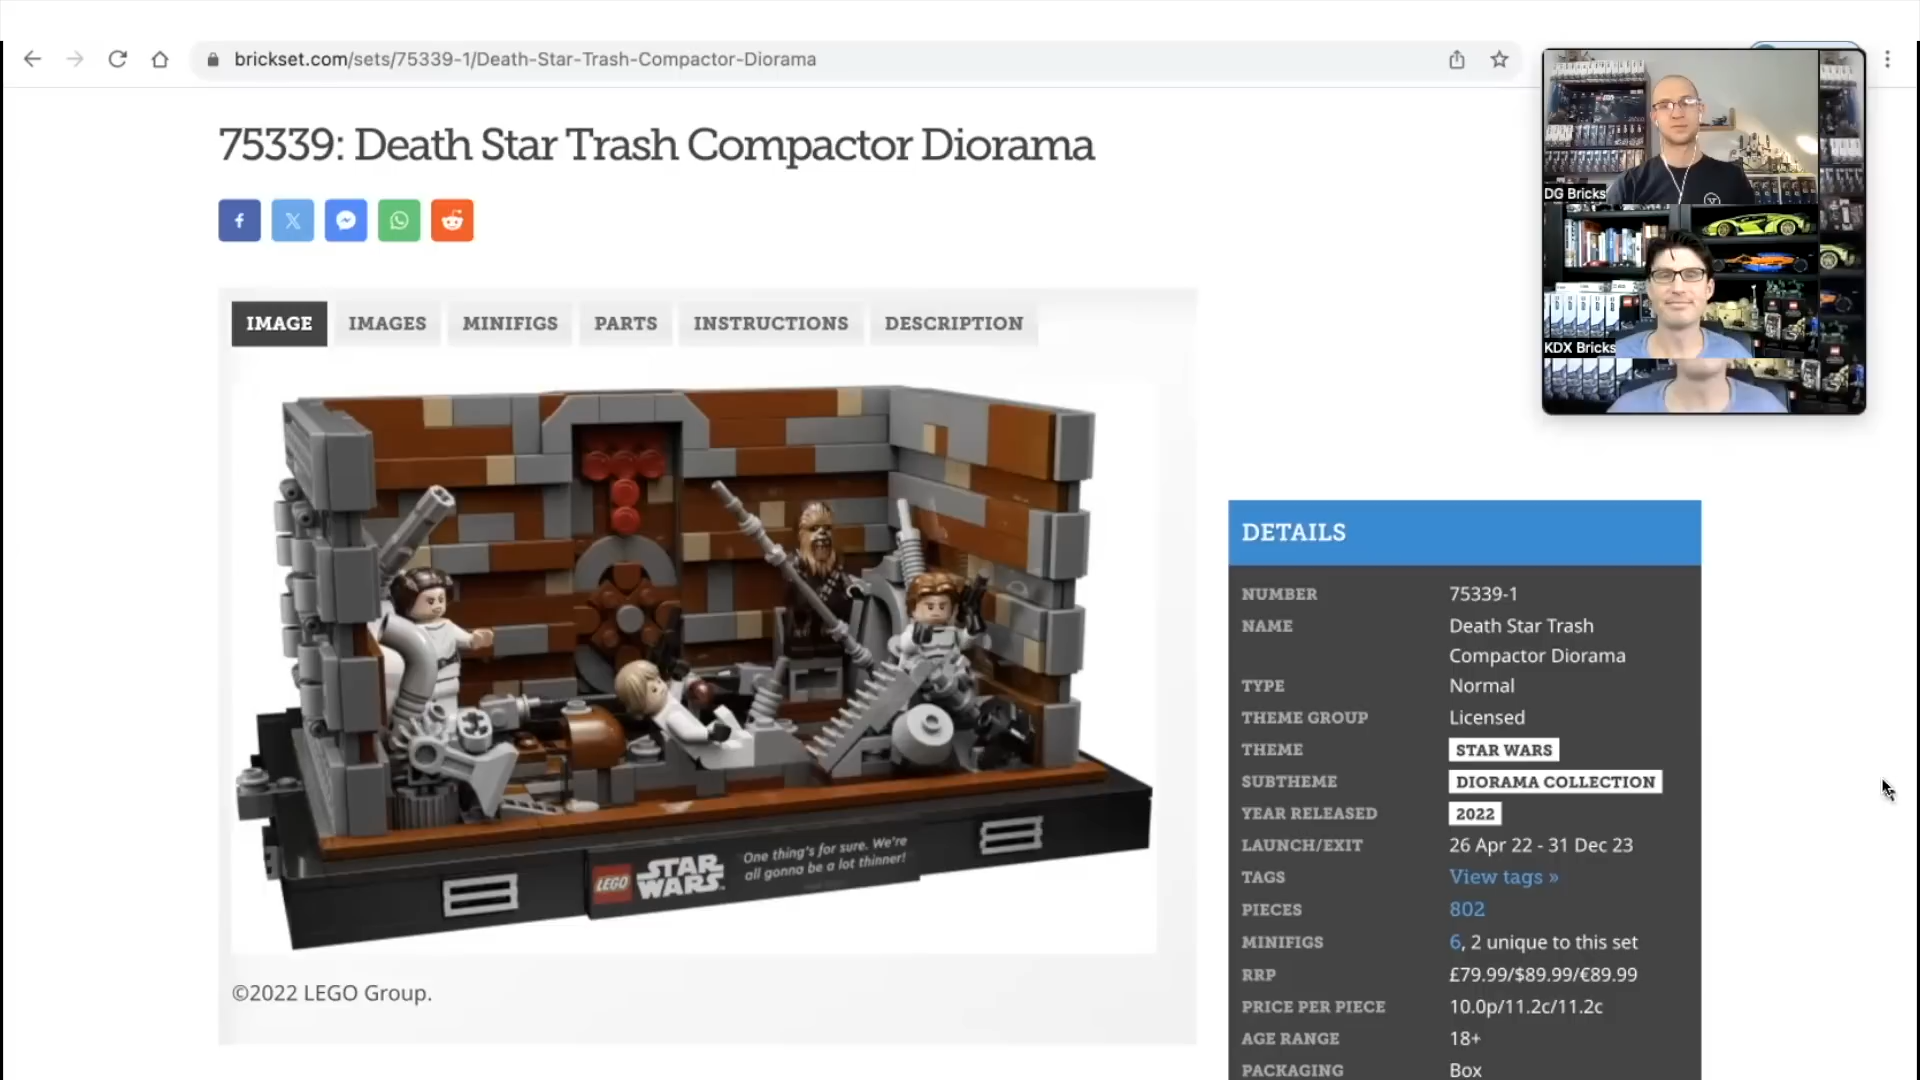 brickset.com/sets/75339-1/Death-Star-Trash-Compactor-Diorama
75339: Death Star Trash Compactor Diorama
DG Bricks
KDX Bricks
IMAGE IMAGES MINIFIGS PARTS INSTRUCTIONS DESCRIPTION
LEGO STAR WARS
One thing's for sure. We're
all gonna be a lot thinner!
©2022 LEGO Group.
DETAILS
NUMBER 75339-1
NAME Death Star Trash
Compactor Diorama
TYPE Normal
THEME GROUP Licensed
THEME STAR WARS
SUBTHEME DIORAMA COLLECTION
YEAR RELEASED 2022
LAUNCH/EXIT 26 Apr 22 - 31 Dec 23
TAGS View tags »
PIECES 802
MINIFIGS 6, 2 unique to this set
RRP £79.99/$89.99/€89.99
PRICE PER PIECE 10.0p/11.2c/11.2c
AGE RANGE 18+
PACKAGING Box